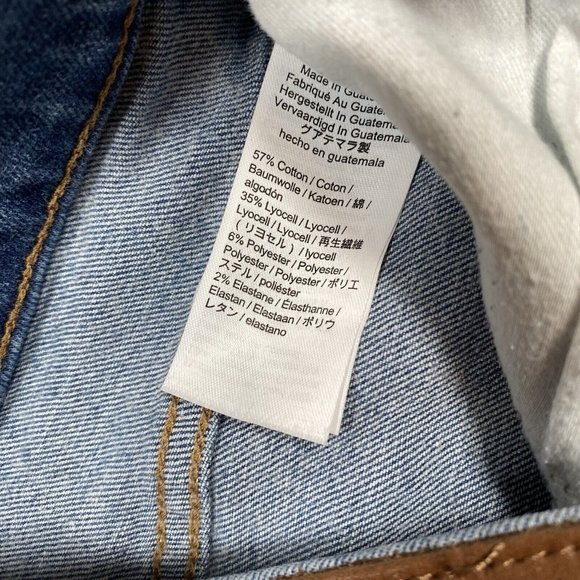 Made in Guatemala
Fabriqué Au Guatemala
Hergestellt In Guatemala
Vervaardigd In Guatemala
グアテマラ製
hecho en guatemala
57% Cotton / Coton /
Baumwolle / Katoen / 綿 /
algodón
35% Lyocell / Lyocell /
Lyocell / Lyocell / 再生繊維
( リヨセル ) / lyocell
6% Polyester / Polyester /
Polyester / Polyester / ポリエ
ステル / poliéster
2% Elastane / Élasthanne /
Elastan / Elastaan / ポリウ
レタン / elastano